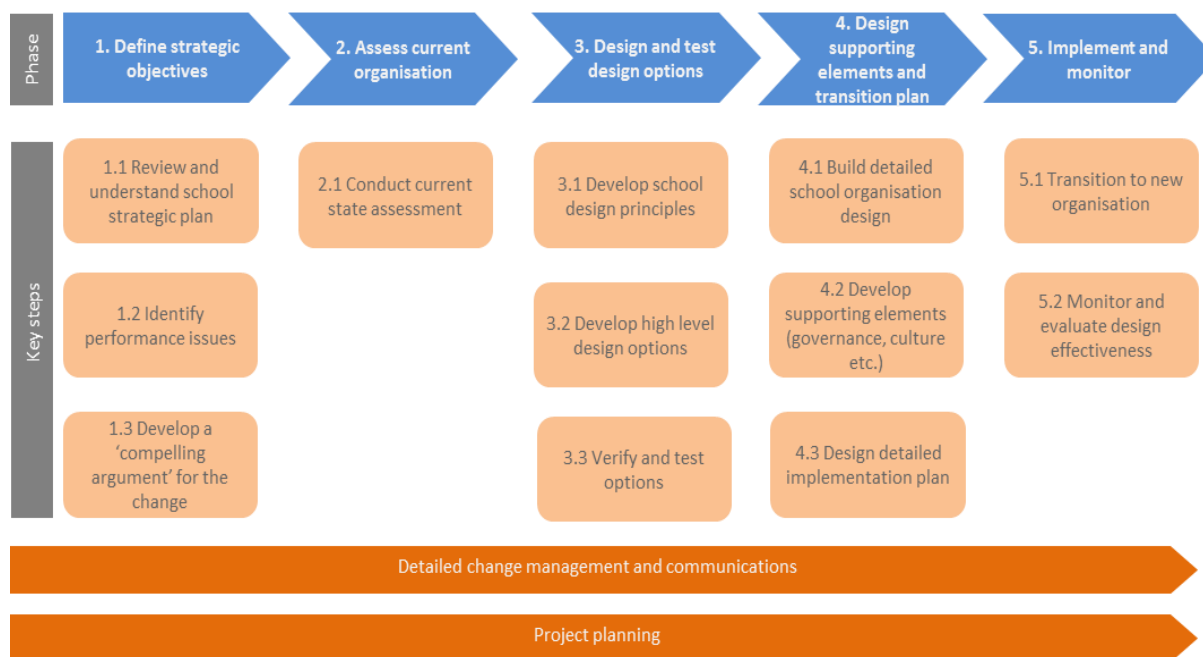 Phase
1. Define strategic
objectives
2. Assess current
organisation
3. Design and test
design options
4. Design
supporting
elements and
transition plan
5. Implement and
monitor
Key steps
1.1 Review and
understand school
strategic plan
1.2 Identify
performance issues
1.3 Develop a
‘compelling
argument’ for the
change
2.1 Conduct current
state assessment
3.1 Develop school
design principles
3.2 Develop high level
design options
3.3 Verify and test
options
4.1 Build detailed
school organisation
design
4.2 Develop
supporting elements
(governance, culture
etc.)
4.3 Design detailed
implementation plan
5.1 Transition to new
organisation
5.2 Monitor and
evaluate design
effectiveness
Detailed change management and communications
Project planning